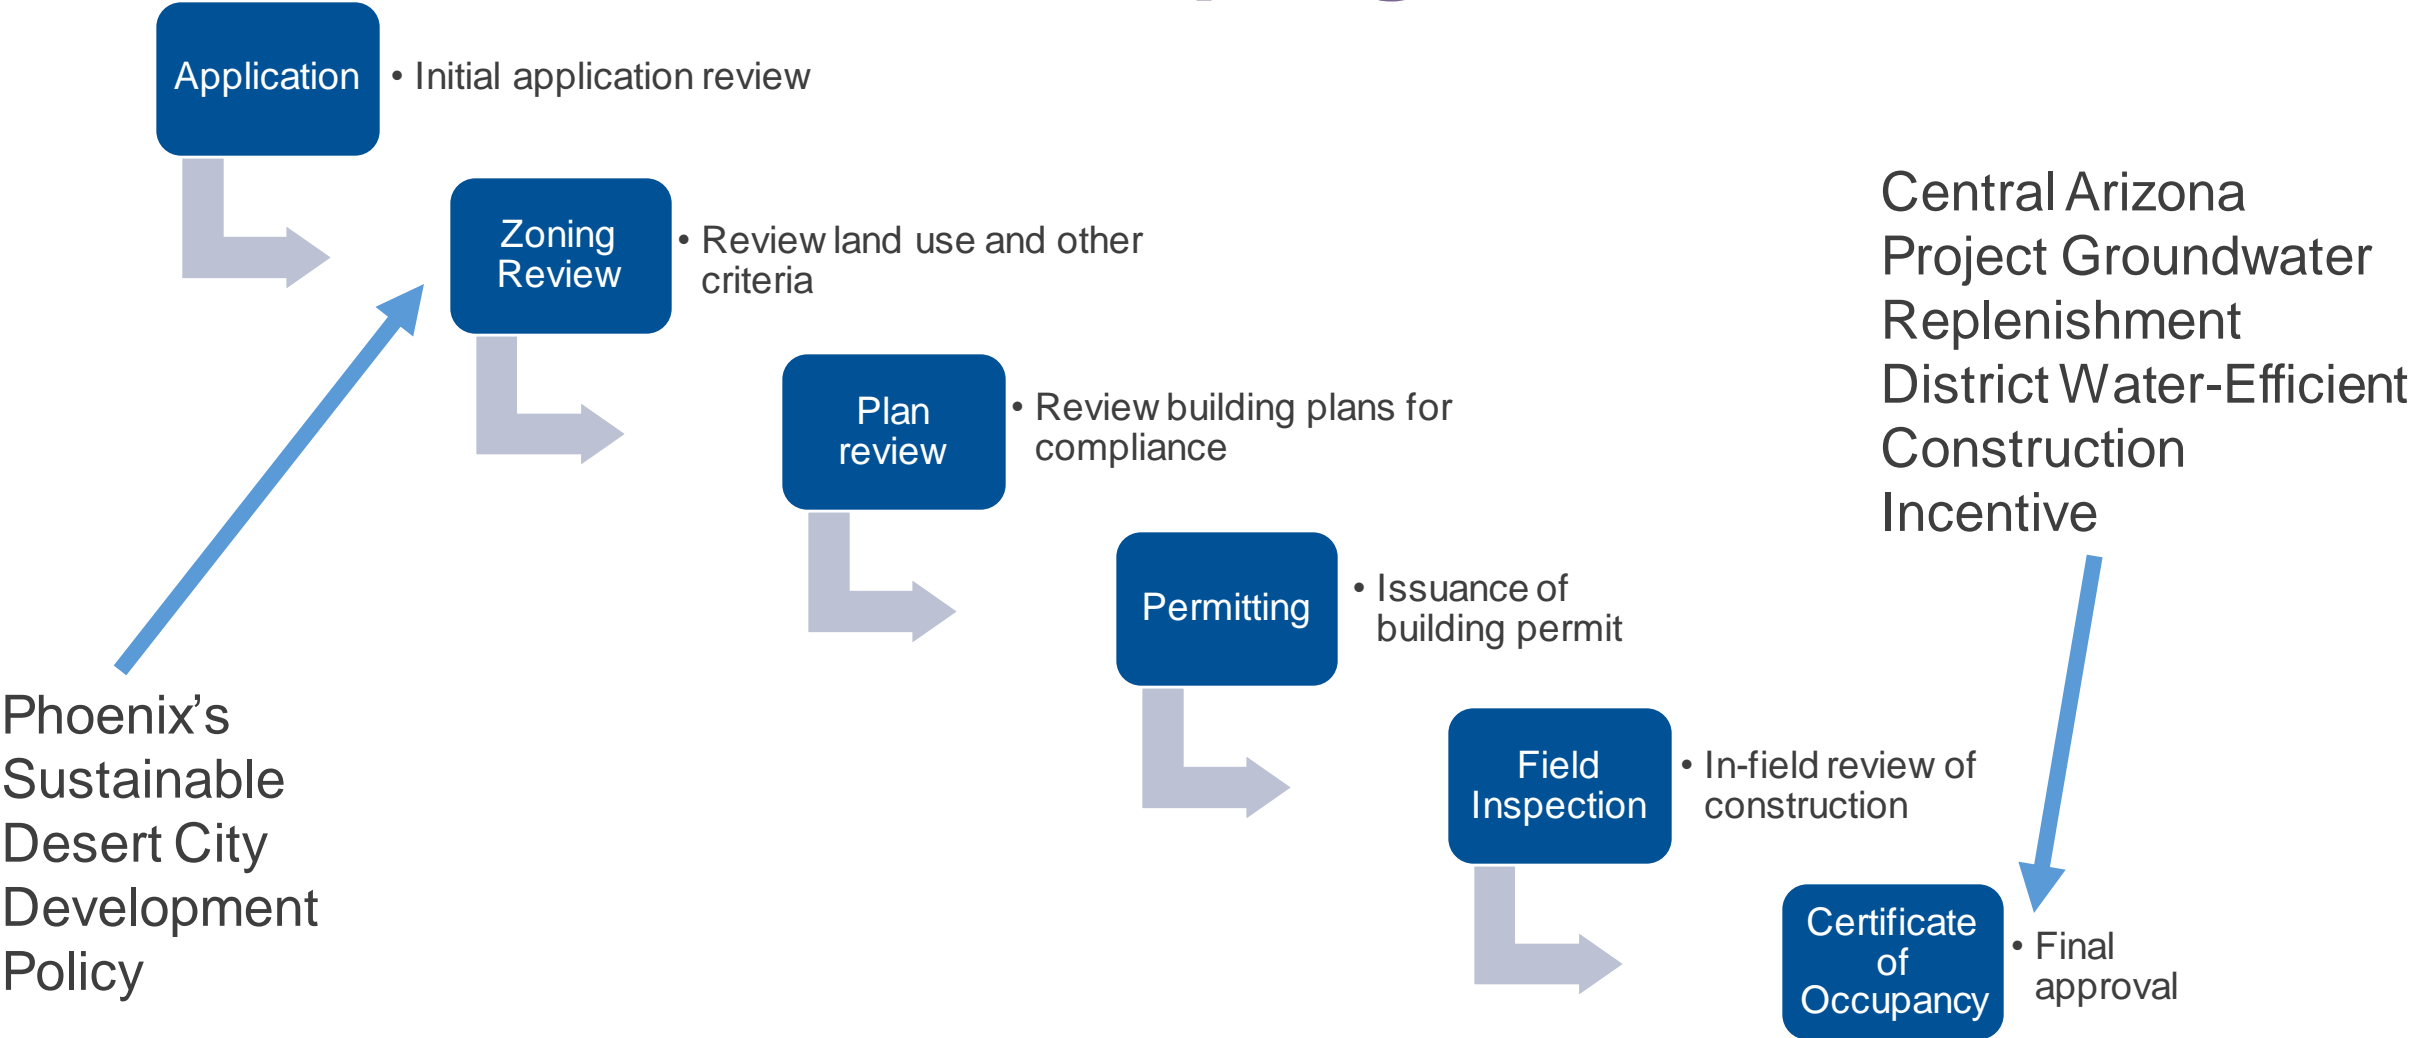 Application
• Initial application review
Zoning
Review
• Review land use and other
criteria
Plan
review
• Review building plans for
compliance
Permitting
• Issuance of
building permit
Field
Inspection
• In-field review of
construction
Certificate
of
Occupancy
• Final
approval
Central Arizona
Project Groundwater
Replenishment
District Water-Efficient
Construction
Incentive
Phoenix’s
Sustainable
Desert City
Development
Policy